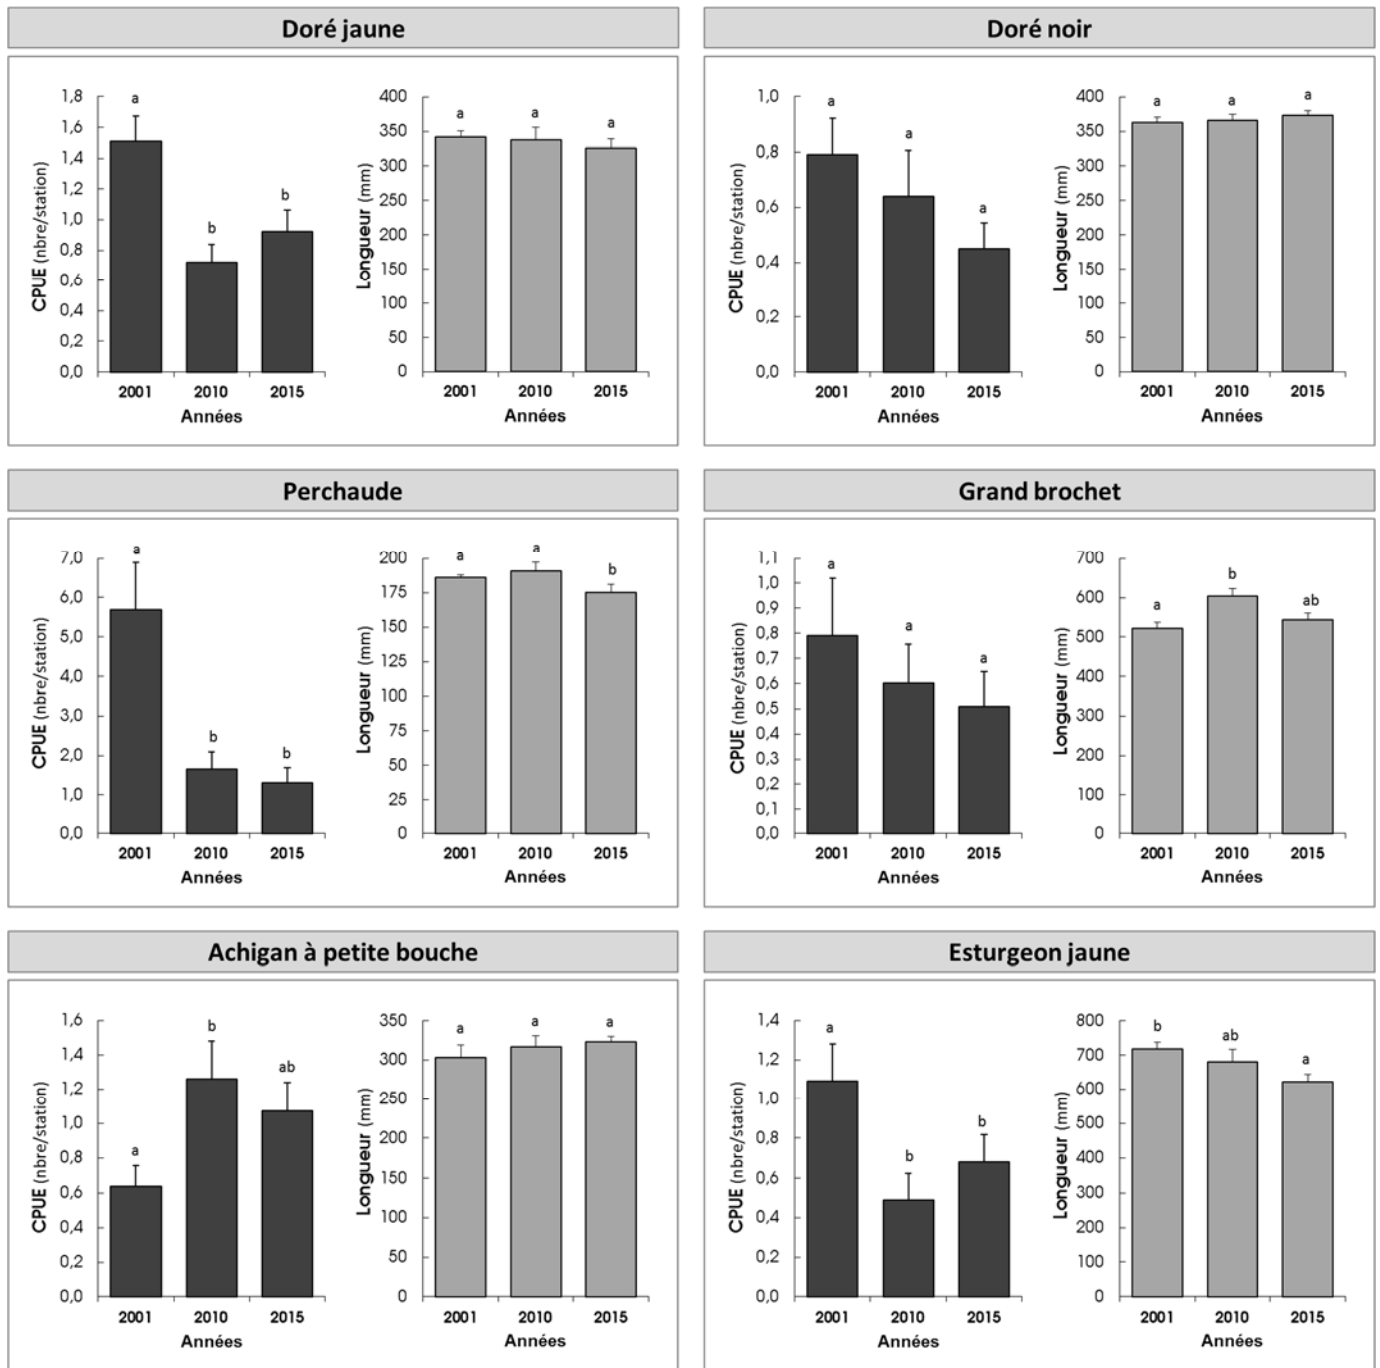 Doré jaune
CPUE (nbre/station)
1,8
1,6
1,4
1,2
1,0
0,8
0,6
0,4
0,2
0,0
a
b
b
2001 2010 2015
Années
Longueur (mm)
400
350
300
250
200
150
100
50
0
a
a
a
2001 2010 2015
Années
Doré noir
CPUE (nbre/station)
1,0
0,8
0,6
0,4
0,2
0,0
a
a
a
2001 2010 2015
Années
Longueur (mm)
400
350
300
250
200
150
100
50
0
a
a
a
2001 2010 2015
Années
Perchaude
CPUE (nbre/station)
7,0
6,0
5,0
4,0
3,0
2,0
1,0
0,0
a
b
b
2001 2010 2015
Années
Longueur (mm)
200
175
150
125
100
75
50
25
0
a
a
b
2001 2010 2015
Années
Grand brochet
CPUE (nbre/station)
1,1
1,0
0,9
0,8
0,7
0,6
0,5
0,4
0,3
0,2
0,1
0,0
a
a
a
2001 2010 2015
Années
Longueur (mm)
700
600
500
400
300
200
100
0
a
b
ab
2001 2010 2015
Années
Achigan à petite bouche
CPUE (nbre/station)
1,6
1,4
1,2
1,0
0,8
0,6
0,4
0,2
0,0
a
b
ab
2001 2010 2015
Années
Longueur (mm)
350
300
250
200
150
100
50
0
a
a
a
2001 2010 2015
Années
Esturgeon jaune
CPUE (nbre/station)
1,4
1,2
1,0
0,8
0,6
0,4
0,2
0,0
a
b
b
2001 2010 2015
Années
Longueur (mm)
800
700
600
500
400
300
200
100
0
b
ab
a
2001 2010 2015
Années